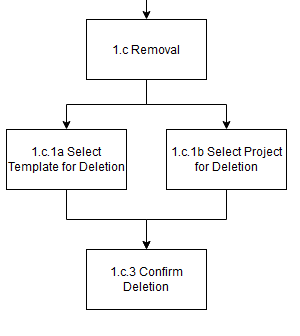 1.c Removal
1.c.1a Select
Template for Deletion
1.c.1b Select Project
for Deletion
1.c.3 Confirm
Deletion